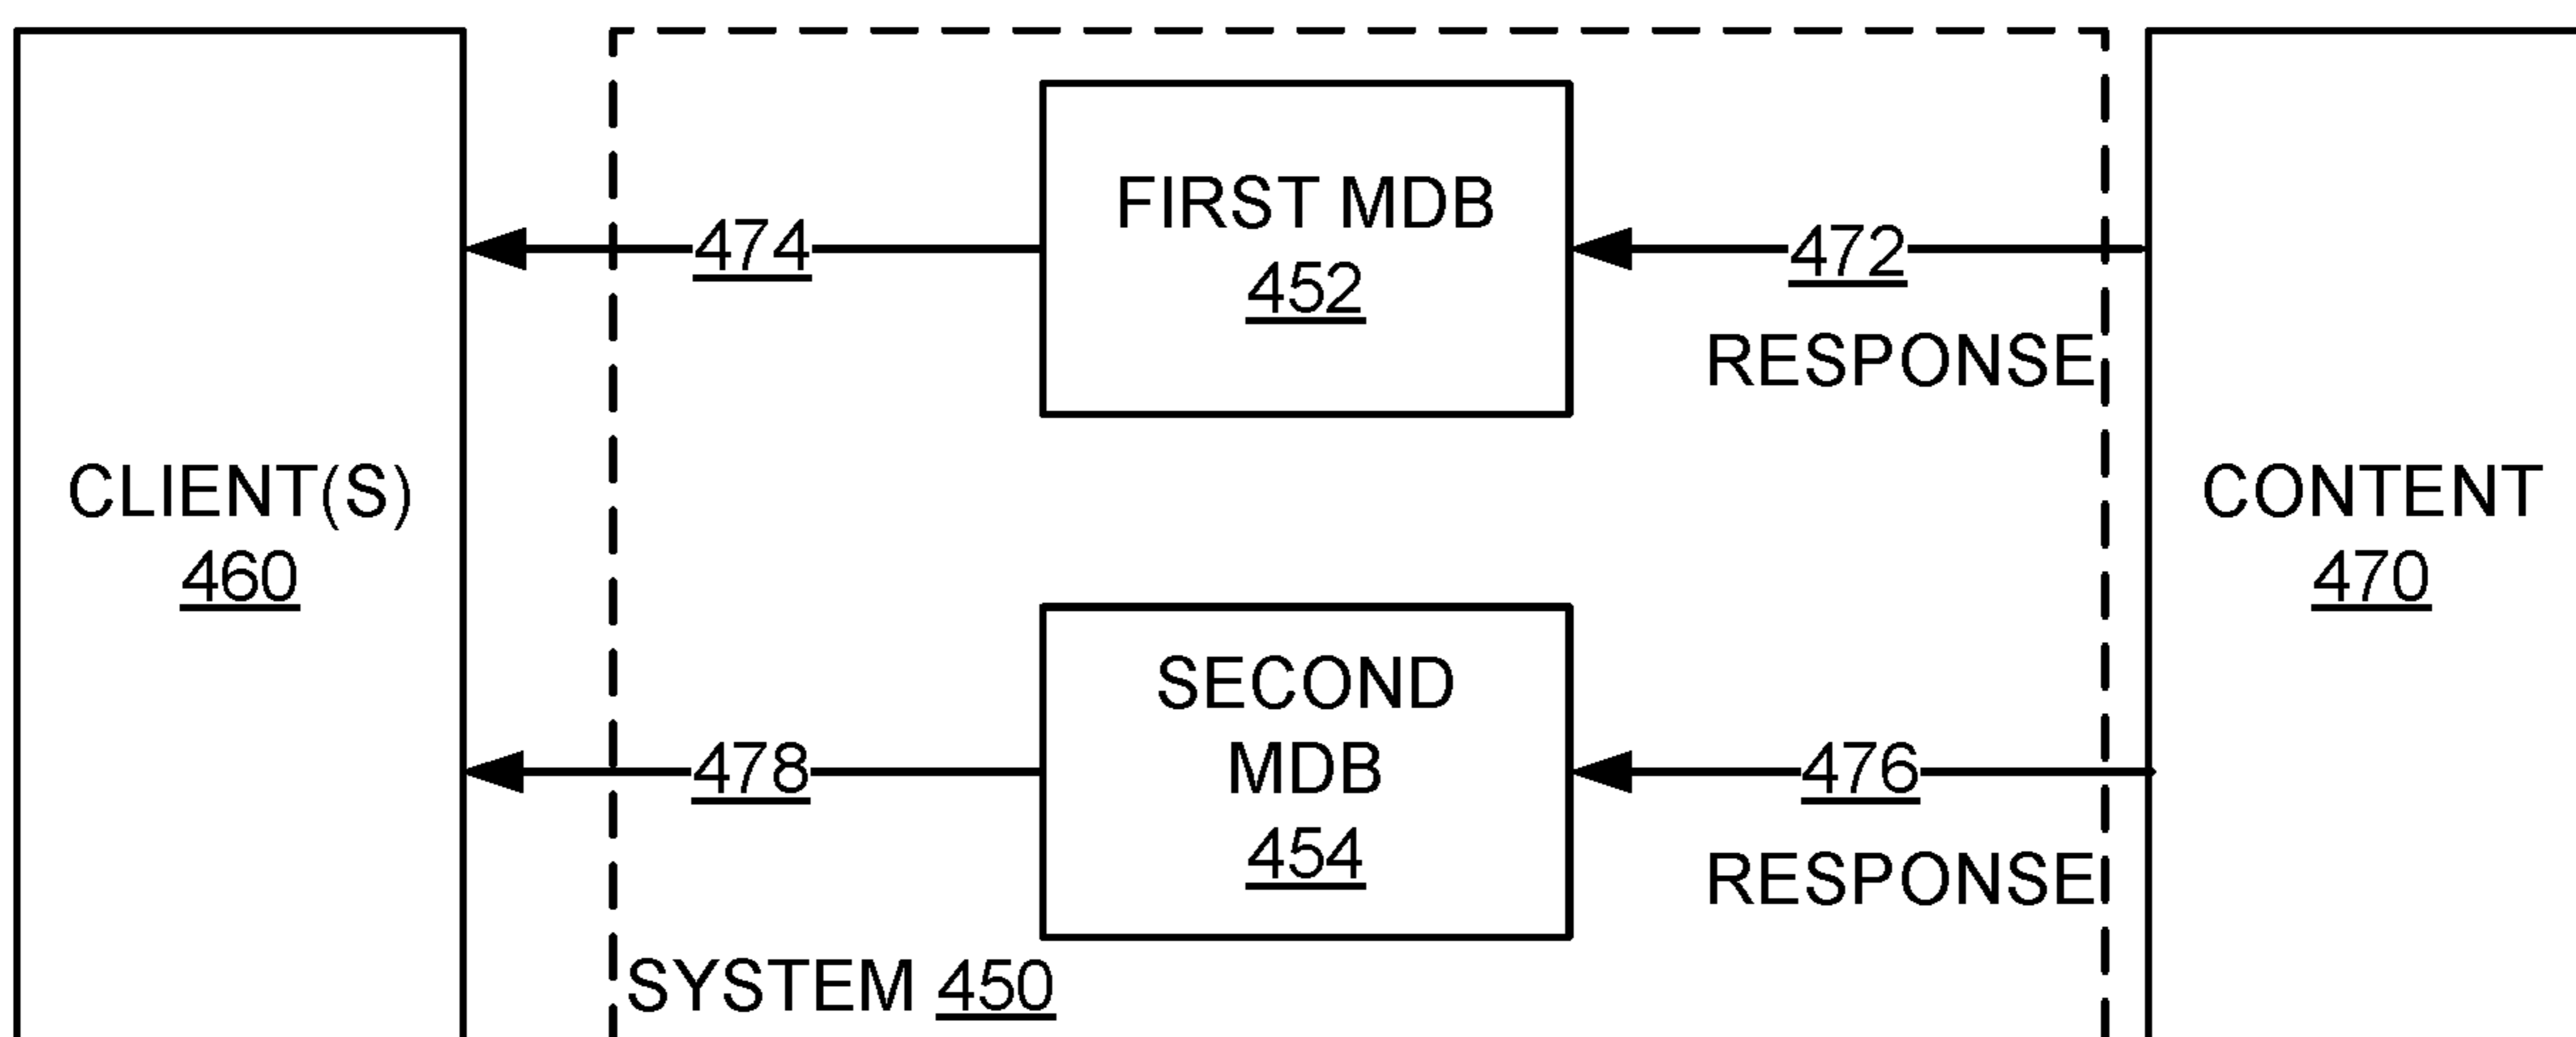 CLIENT(S)
460
474
FIRST MDB
452
472
RESPONSE
478
SECOND
MDB
454
476
RESPONSE
SYSTEM 450
CONTENT
470